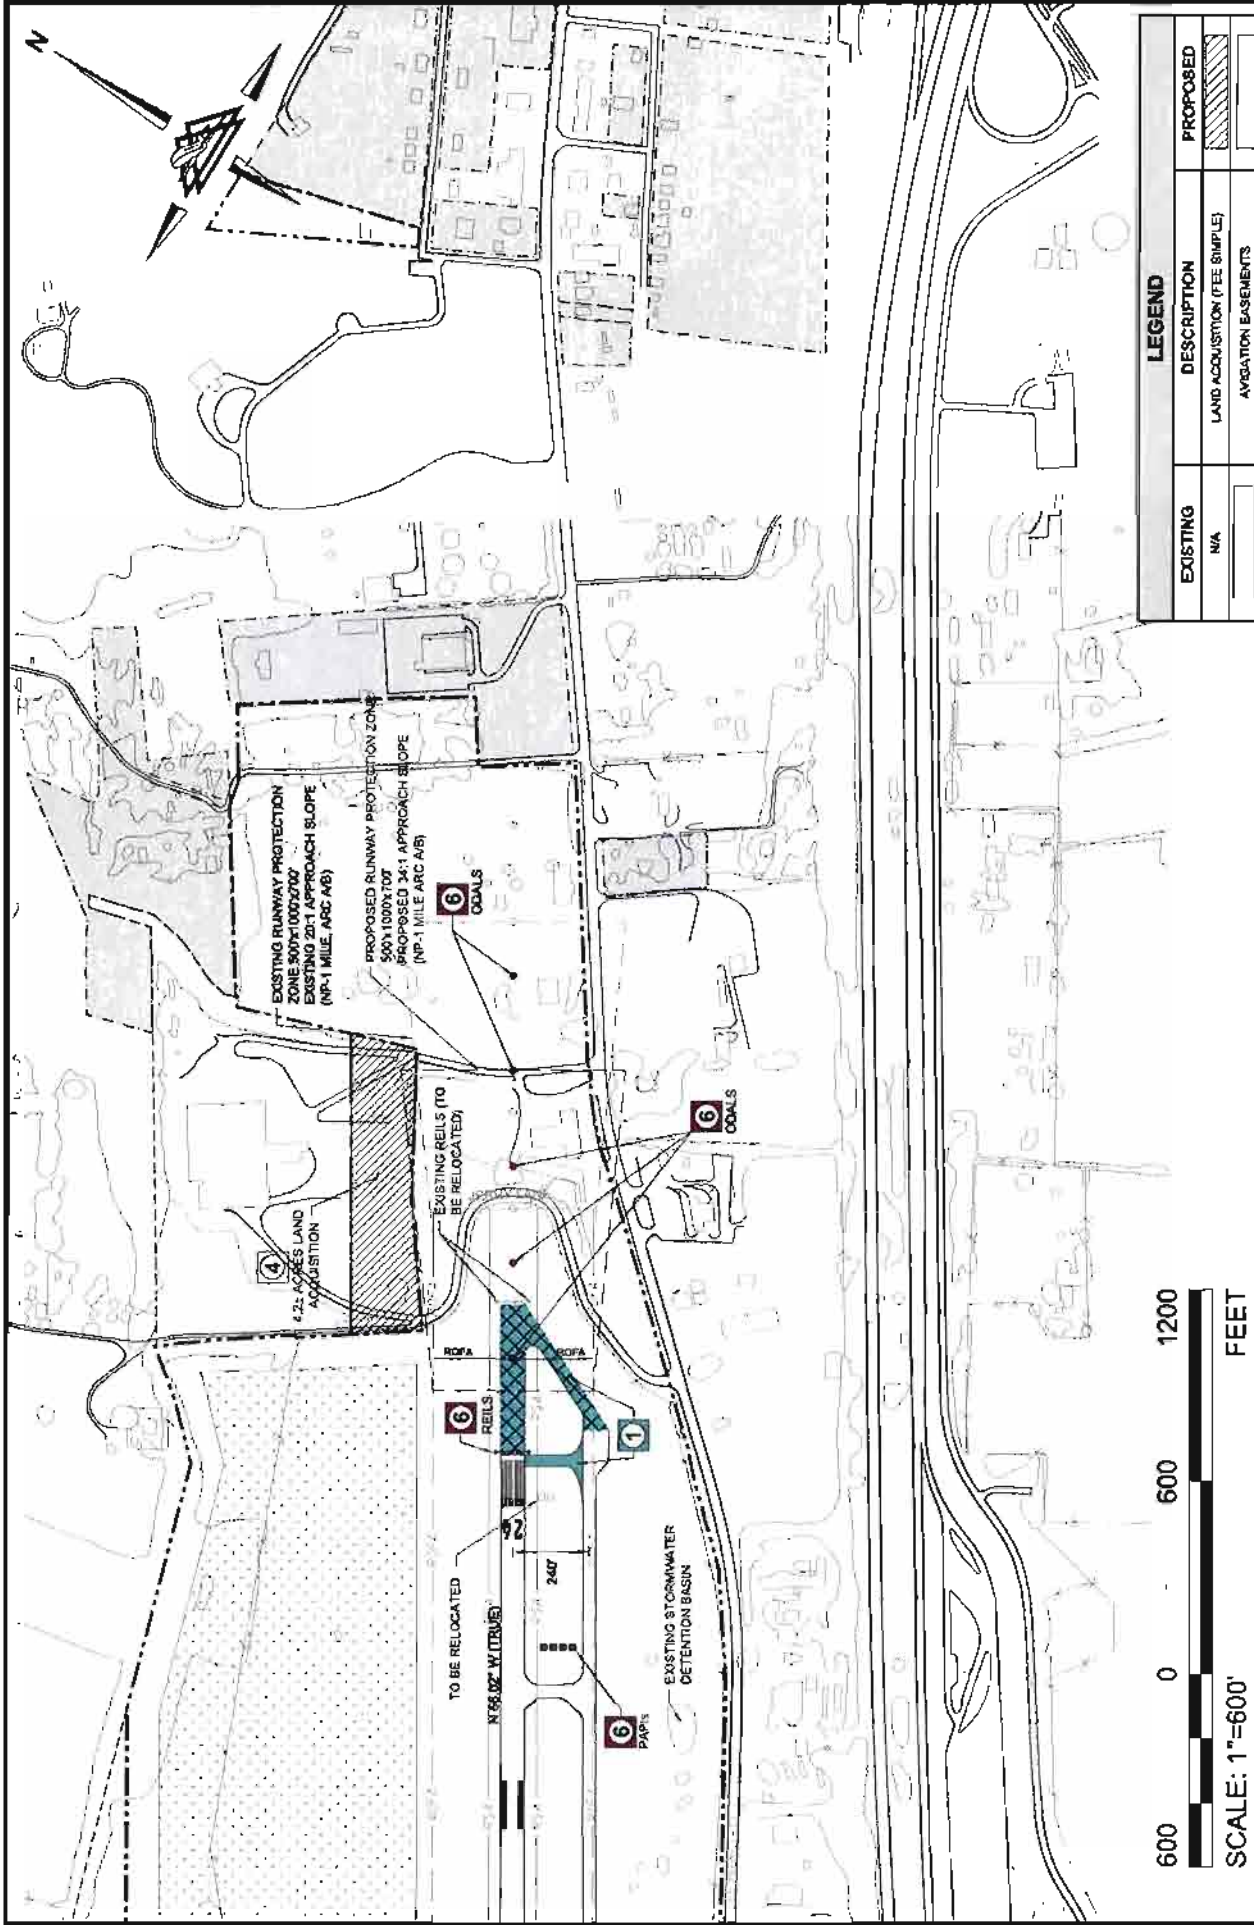 N
EXISTING RUNWAY PROTECTION
ZONE 500'x1000'x700'
EXISTING 20:1 APPROACH SLOPE
(NP-1 MILE, ARC A/B)
PROPOSED RUNWAY PROTECTION ZONE
500'x1000'x700'
PROPOSED 34:1 APPROACH SLOPE
(NP-1 MILE ARC A/B)
6
ODALS
4
4.2± ACRES LAND
ACQUISITION
EXISTING REILS (TO
BE RELOCATED)
6
ODALS
ROFA
ROFA
6
REILS
1
26
TO BE RELOCATED
240'
N 66.02° W (TRUE)
6
PAPIs
EXISTING STORMWATER
DETENTION BASIN
600
0
600
1200
SCALE: 1"=600'
FEET
LEGEND
EXISTING
DESCRIPTION
PROPOSED
N/A
LAND ACQUISITION (FEE SIMPLE)
AVIGATION EASEMENTS